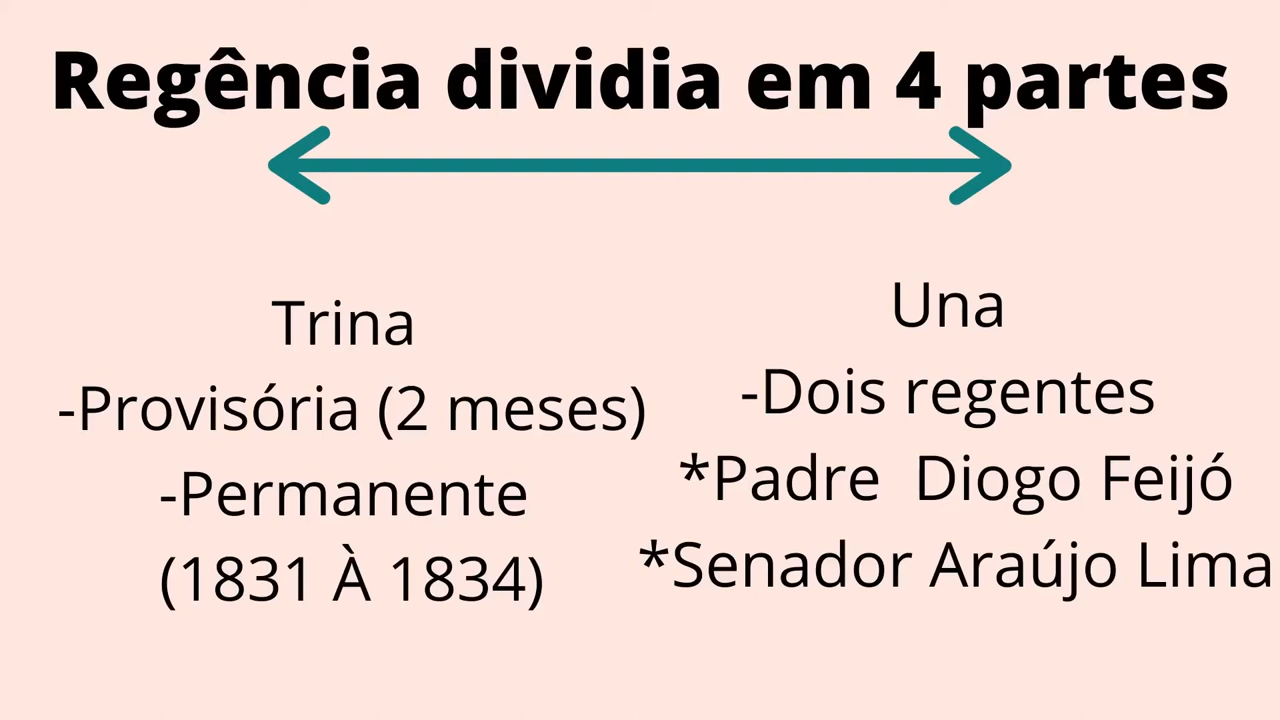 Regência dividia em 4 partes
Trina
-Provisória (2 meses)
-Permanente
(1831 À 1834)
Una
-Dois regentes
*Padre  Diogo Feijó
*Senador Araújo Lima